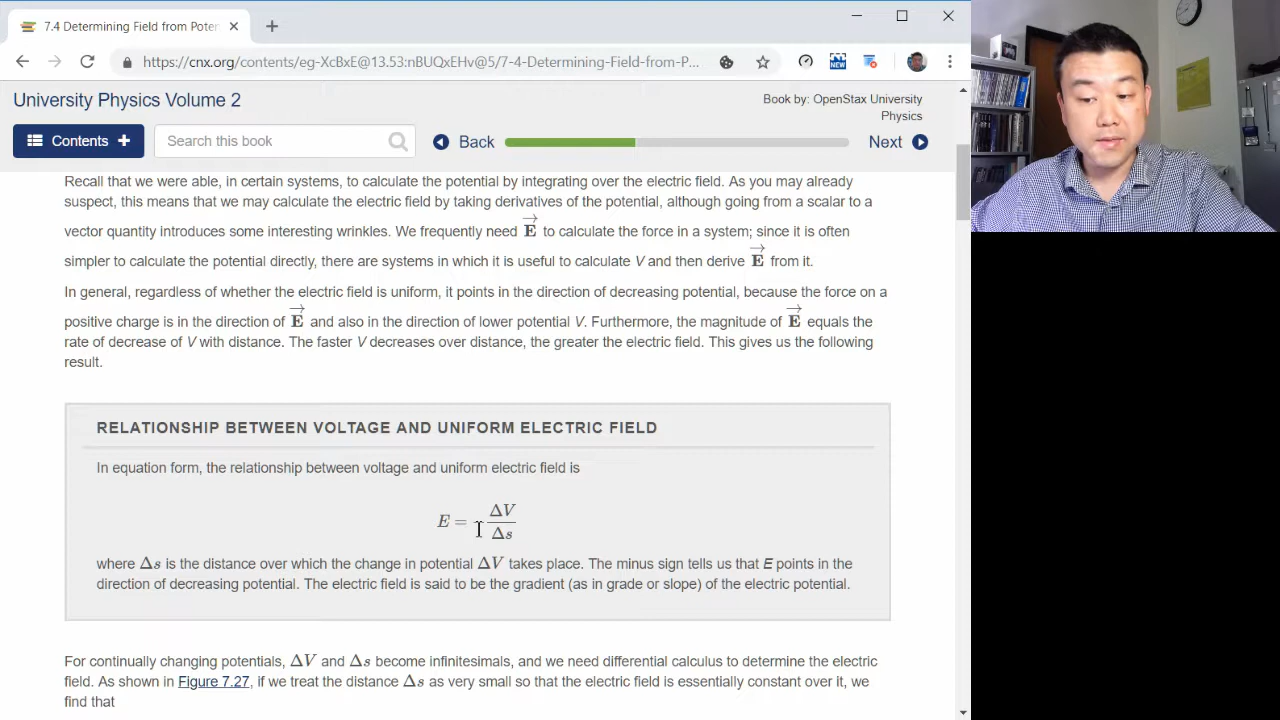 7.4 Determining Field from Poten
https://cnx.org/contents/eg-XcBxE@13.53:nBUQxEHv@5/7-4-Determining-Field-from-P...
NEW
University Physics Volume 2
Book by: OpenStax University
Physics
Contents +
Search this book
Back
Next
Recall that we were able, in certain systems, to calculate the potential by integrating over the electric field. As you may already
suspect, this means that we may calculate the electric field by taking derivatives of the potential, although going from a scalar to a
vector quantity introduces some interesting wrinkles. We frequently need E⃗ to calculate the force in a system; since it is often
simpler to calculate the potential directly, there are systems in which it is useful to calculate V and then derive E⃗ from it.
In general, regardless of whether the electric field is uniform, it points in the direction of decreasing potential, because the force on a
positive charge is in the direction of E⃗ and also in the direction of lower potential V. Furthermore, the magnitude of E⃗ equals the
rate of decrease of V with distance. The faster V decreases over distance, the greater the electric field. This gives us the following
result.
RELATIONSHIP BETWEEN VOLTAGE AND UNIFORM ELECTRIC FIELD
In equation form, the relationship between voltage and uniform electric field is
E = - ΔV/Δs
where Δs is the distance over which the change in potential ΔV takes place. The minus sign tells us that E points in the
direction of decreasing potential. The electric field is said to be the gradient (as in grade or slope) of the electric potential.
For continually changing potentials, ΔV and Δs become infinitesimals, and we need differential calculus to determine the electric
field. As shown in Figure 7.27, if we treat the distance Δs as very small so that the electric field is essentially constant over it, we
find that